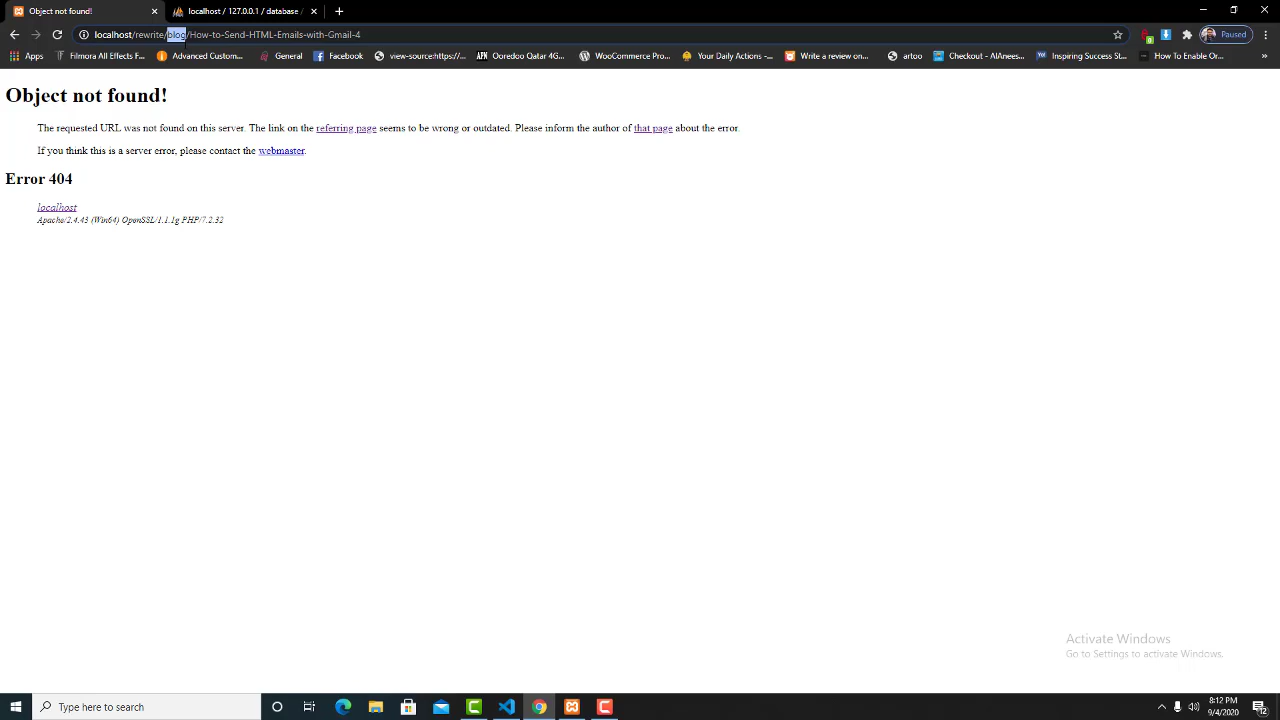 Object not found!
localhost / 127.0.0.1 / database /
localhost/rewrite/blog/How-to-Send-HTML-Emails-with-Gmail-4
Paused
Apps
Filmora All Effects F...
Advanced Custom...
General
Facebook
view-source:https://...
AFN
Ooredoo Qatar 4G...
WooCommerce Pro...
Your Daily Actions -...
Write a review on...
artoo
Checkout - AlAnees...
Yo!
Inspiring Success St...
How To Enable Or...
»
Object not found!
The requested URL was not found on this server. The link on the referring page seems to be wrong or outdated. Please inform the author of that page about the error.
If you think this is a server error, please contact the webmaster.
Error 404
localhost
Apache/2.4.43 (Win64) OpenSSL/1.1.1g PHP/7.2.32
Activate Windows
Go to Settings to activate Windows.
Type here to search
8:12 PM
9/4/2020
12